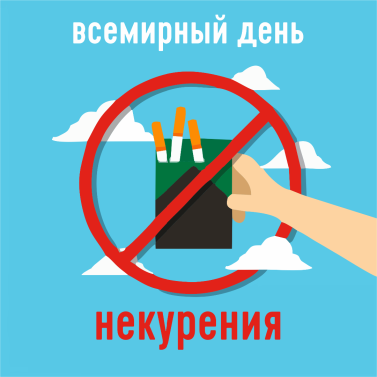 всемирный день
некурения